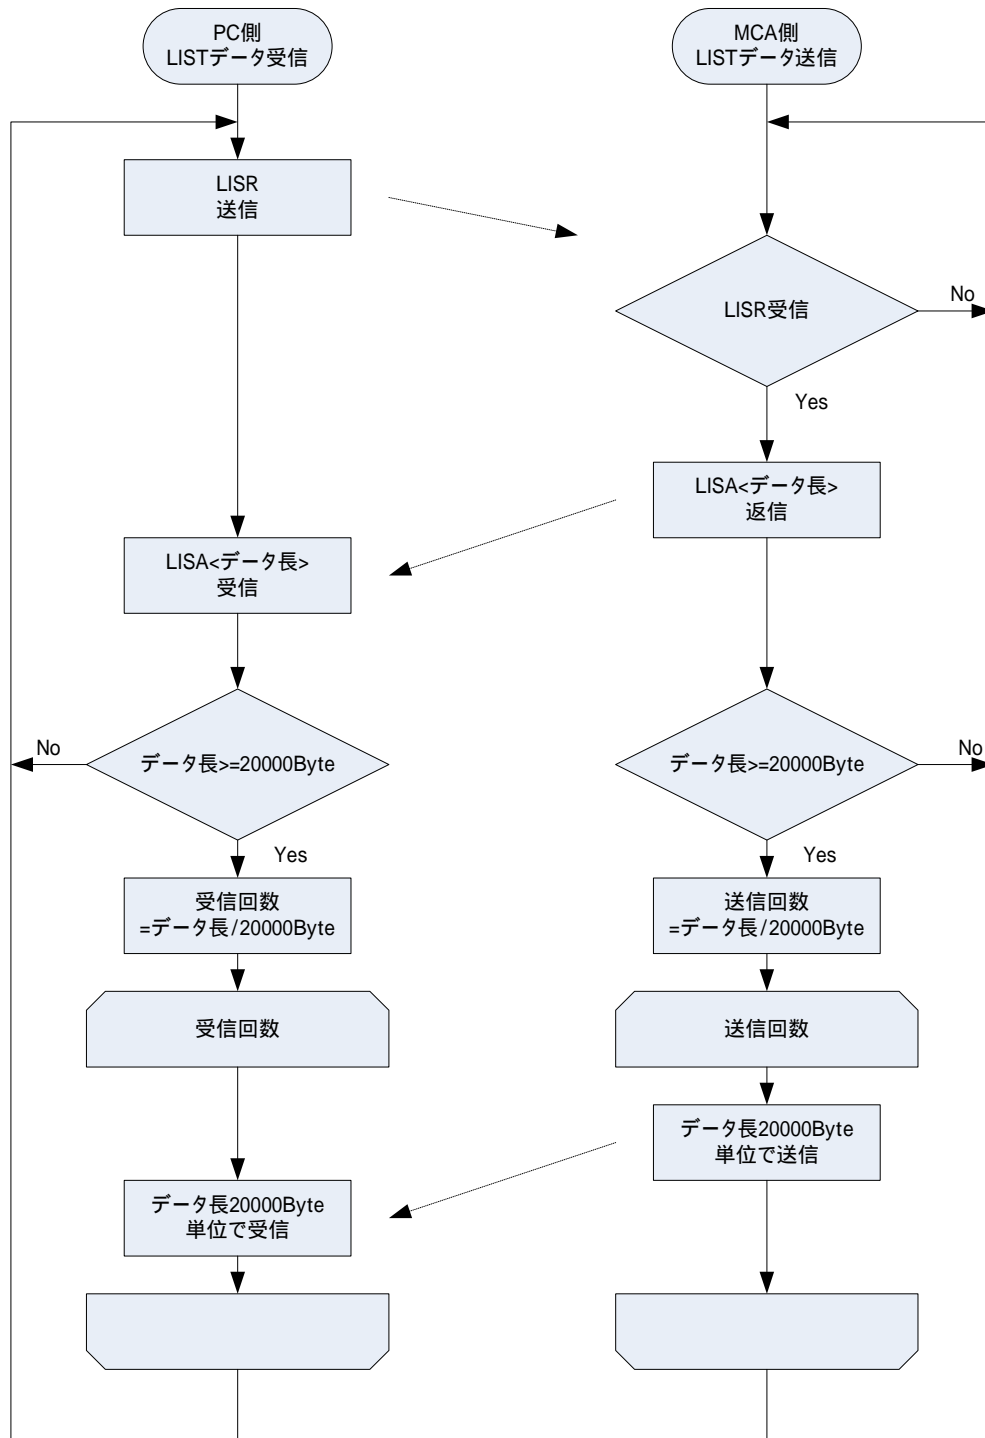 PC側
LISTデータ受信
MCA側
LISTデータ送信
LISR
送信
LISR受信
No
Yes
LISA<データ長>
返信
LISA<データ長>
受信
No
データ長>=20000Byte
データ長>=20000Byte
No
Yes
Yes
受信回数
=データ長/20000Byte
送信回数
=データ長/20000Byte
受信回数
送信回数
データ長20000Byte
単位で送信
データ長20000Byte
単位で受信